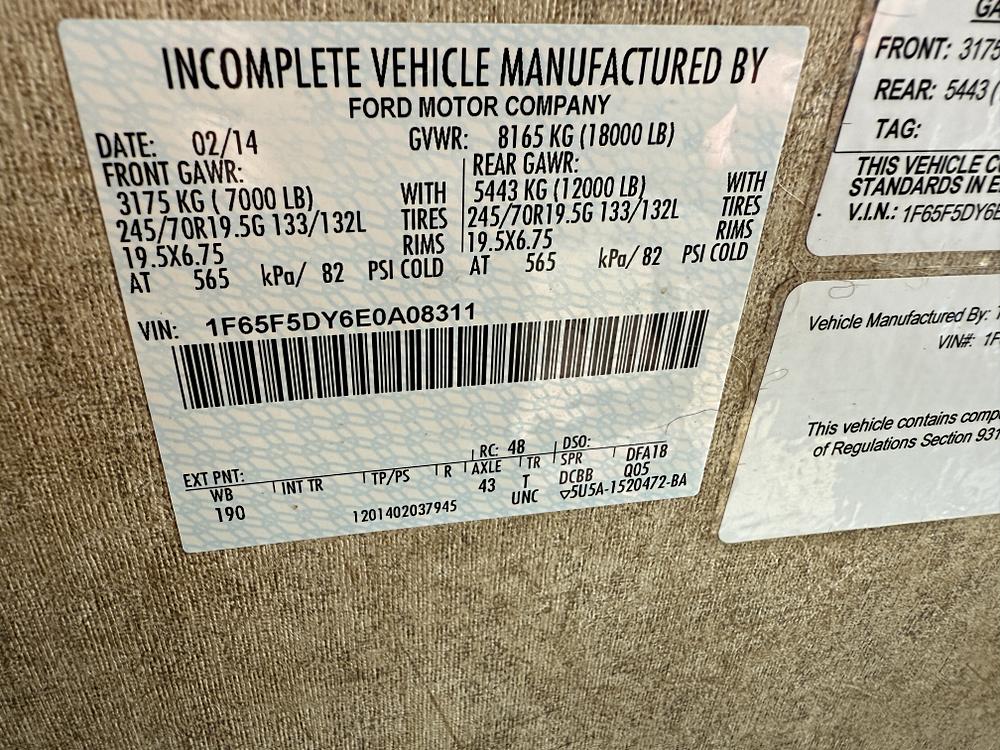 INCOMPLETE VEHICLE MANUFACTURED BY
FORD MOTOR COMPANY
DATE: 02/14 GVWR: 8165 KG (18000 LB)
FRONT GAWR: REAR GAWR:
3175 KG ( 7000 LB) WITH 5443 KG (12000 LB) WITH
245/70R19.5G 133/132L TIRES 245/70R19.5G 133/132L TIRES
19.5X6.75 RIMS 19.5X6.75 RIMS
AT 565 kPa/ 82 PSI COLD AT 565 kPa/ 82 PSI COLD
VIN: 1F65F5DY6E0A08311
RC: 48 DSO:
EXT PNT:
WB INT TR TP/PS R AXLE TR SPR DFA18
190 43 T DCBB Q05
UNC ▽5U5A-1520472-BA
1201402037945
FRONT: 3175
REAR: 5443 (
TAG:
THIS VEHICLE C
STANDARDS IN E
V.I.N.: 1F65F5DY6E
Vehicle Manufactured By:
VIN#: 1F
This vehicle contains comp
of Regulations Section 931